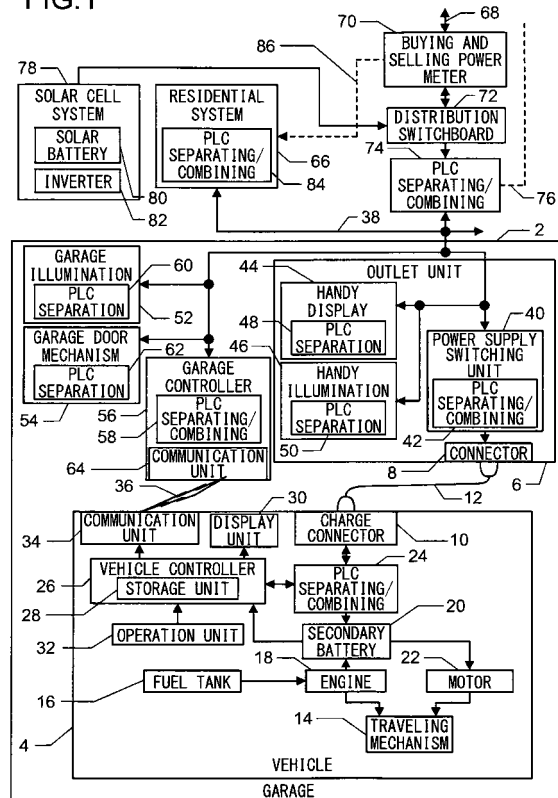 FIG.1
68
70
BUYING AND
SELLING POWER
METER
86
78
SOLAR CELL
SYSTEM
SOLAR
BATTERY
80
INVERTER
82
RESIDENTIAL
SYSTEM
PLC
SEPARATING/
COMBINING
66
84
72
DISTRIBUTION
SWITCHBOARD
74
PLC
SEPARATING/
COMBINING
76
38
2
GARAGE
ILLUMINATION
60
PLC
SEPARATION
52
GARAGE DOOR
MECHANISM
62
PLC
SEPARATION
54
GARAGE
CONTROLLER
56
PLC
SEPARATING/
COMBINING
58
64
COMMUNICATION
UNIT
36
44
OUTLET UNIT
HANDY
DISPLAY
48
PLC
SEPARATION
46
HANDY
ILLUMINATION
PLC
SEPARATION
50
40
POWER SUPPLY
SWITCHING
UNIT
PLC
SEPARATING/
COMBINING
42
8
CONNECTOR
6
12
30
COMMUNICATION
UNIT
34
DISPLAY
UNIT
CHARGE
CONNECTOR
10
26
VEHICLE CONTROLLER
STORAGE UNIT
28
24
PLC
SEPARATING/
COMBINING
32
OPERATION UNIT
20
SECONDARY
BATTERY
18
22
16
FUEL TANK
ENGINE
MOTOR
14
TRAVELING
MECHANISM
4
VEHICLE
GARAGE